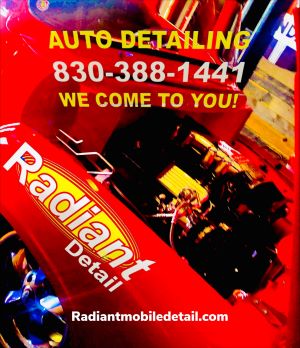 AUTO DETAILING
830-388-1441
WE COME TO YOU!
Radiant
Detail
Radiantmobiledetail.com